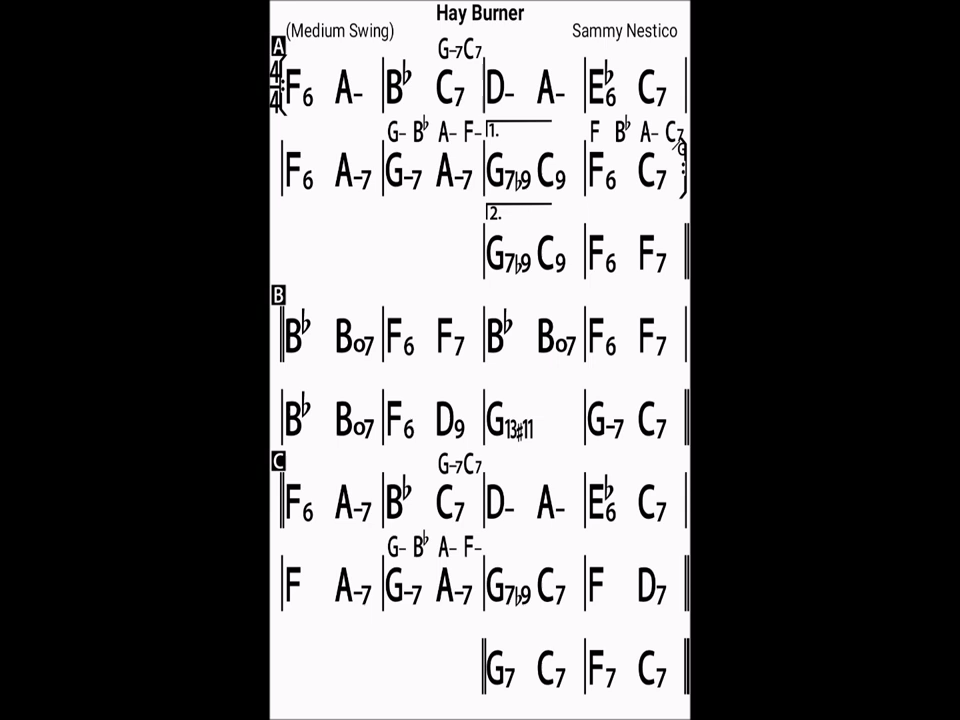 Hay Burner
(Medium Swing) Sammy Nestico
A G–7 C7
4/4 F6 A– B♭ C7 D– A– E♭6 C7
G– B♭ A– F– 1. F B♭ A– C7/G
F6 A–7 G–7 A–7 G7♭9 C9 F6 C7
2.
G7♭9 C9 F6 F7
B
B♭ Bo7 F6 F7 B♭ Bo7 F6 F7
B♭ Bo7 F6 D9 G13#11 G–7 C7
C G–7 C7
F6 A–7 B♭ C7 D– A– E♭6 C7
G– B♭ A– F–
F A–7 G–7 A–7 G7♭9 C7 F D7
G7 C7 F7 C7